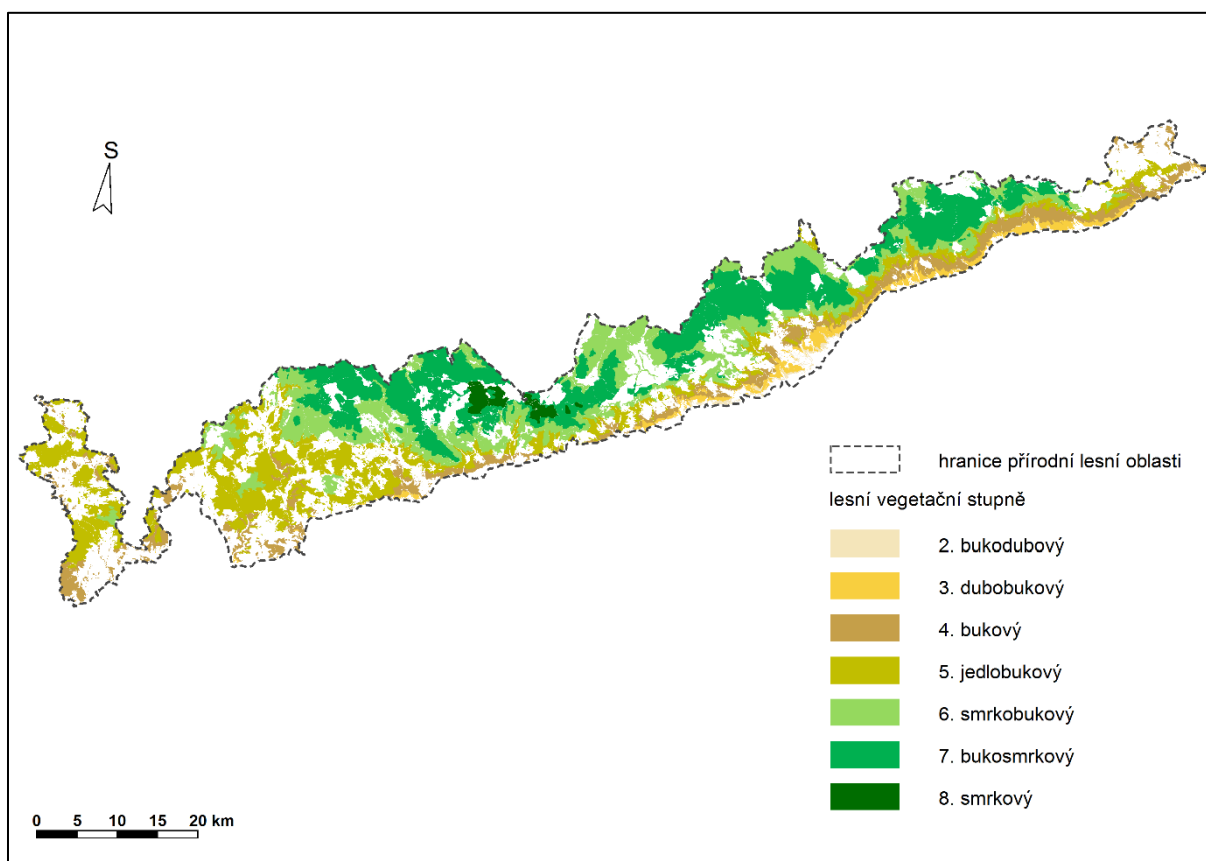 S
hranice přírodní lesní oblasti
lesní vegetační stupně
2. bukodubový
3. dubobukový
4. bukový
5. jedlobukový
6. smrkobukový
7. bukosmrkový
8. smrkový
0 5 10 15 20 km